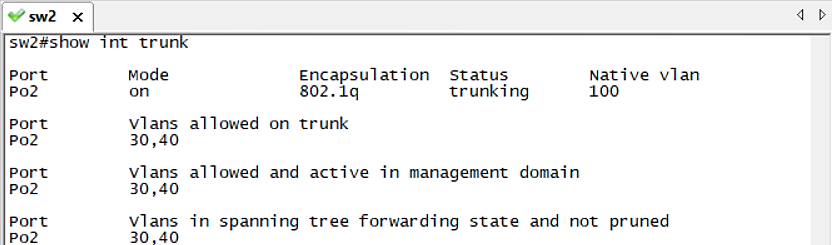 sw2
sw2#show int trunk
Port Mode Encapsulation Status Native vlan
Po2 on 802.1q trunking 100
Port Vlans allowed on trunk
Po2 30,40
Port Vlans allowed and active in management domain
Po2 30,40
Port Vlans in spanning tree forwarding state and not pruned
Po2 30,40